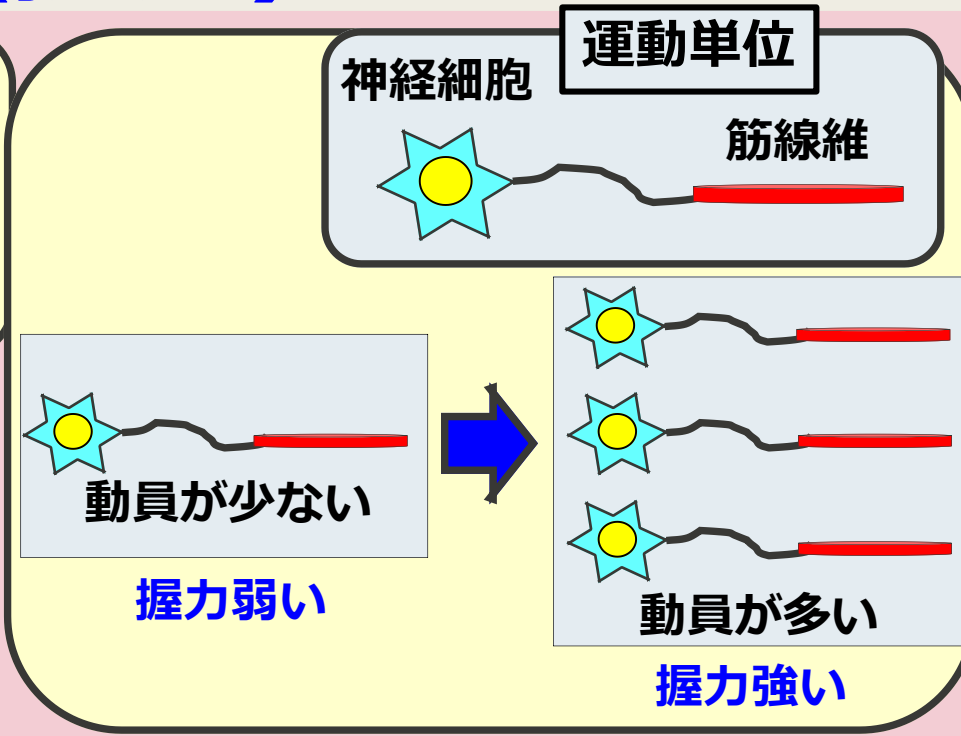 運動単位
神経細胞
筋線維
動員が少ない
握力弱い
動員が多い
握力強い